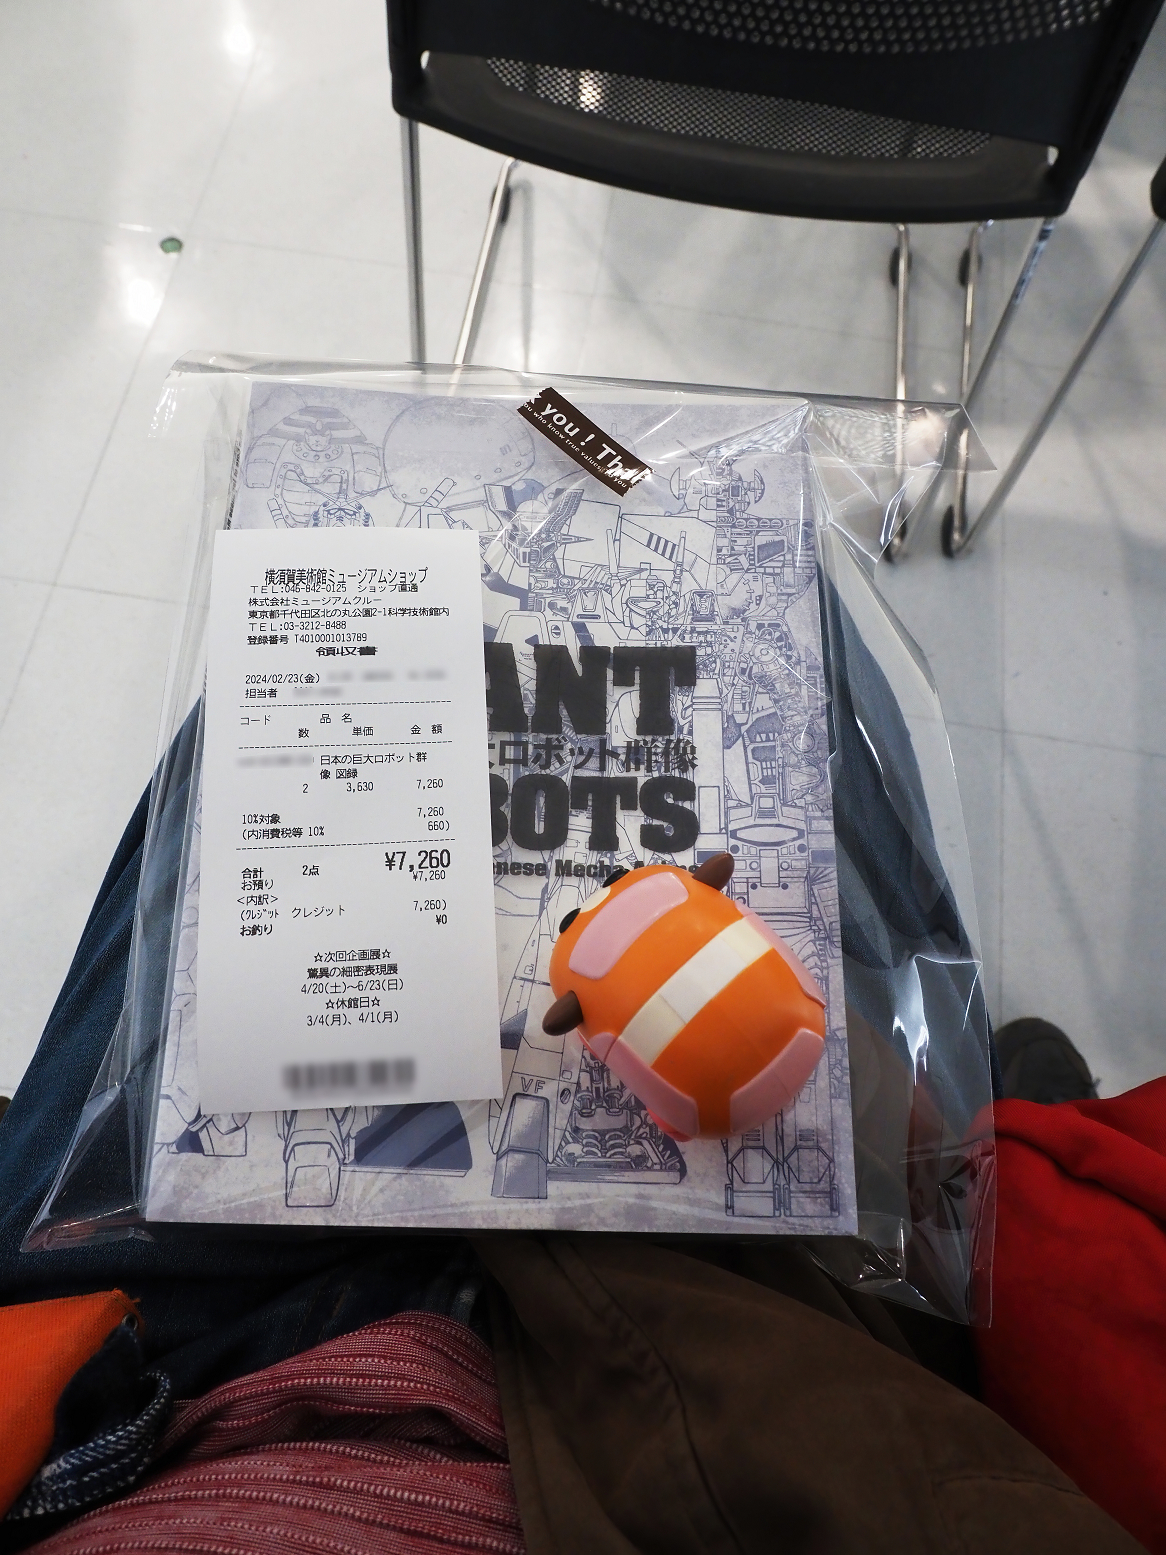 you ! Tha
ou who know true values. To you
横須賀美術館ミュージアムショップ
TEL:046-842-0125 ショップ直通
株式会社ミュージアムクルー
東京都千代田区北の丸公園2-1科学技術館内
TEL:03-3212-8488
登録番号 T4010001013789
領収書
2024/02/23(金)
担当者
コード 品 名
数 単価 金 額
日本の巨大ロボット群
像 図録
2 3,630 7,260
10%対象 7,260
(内消費税等 10% 660)
合計 2点 ¥7,260
お預り ¥7,260
<内訳>
(クレジット クレジット 7,260)
お釣り ¥0
☆次回企画展☆
驚異の細密表現展
4/20(土)～6/23(日)
☆休館日☆
3/4(月)、4/1(月)
ANT
大ロボット群像
BOTS
nese Mecha
VF